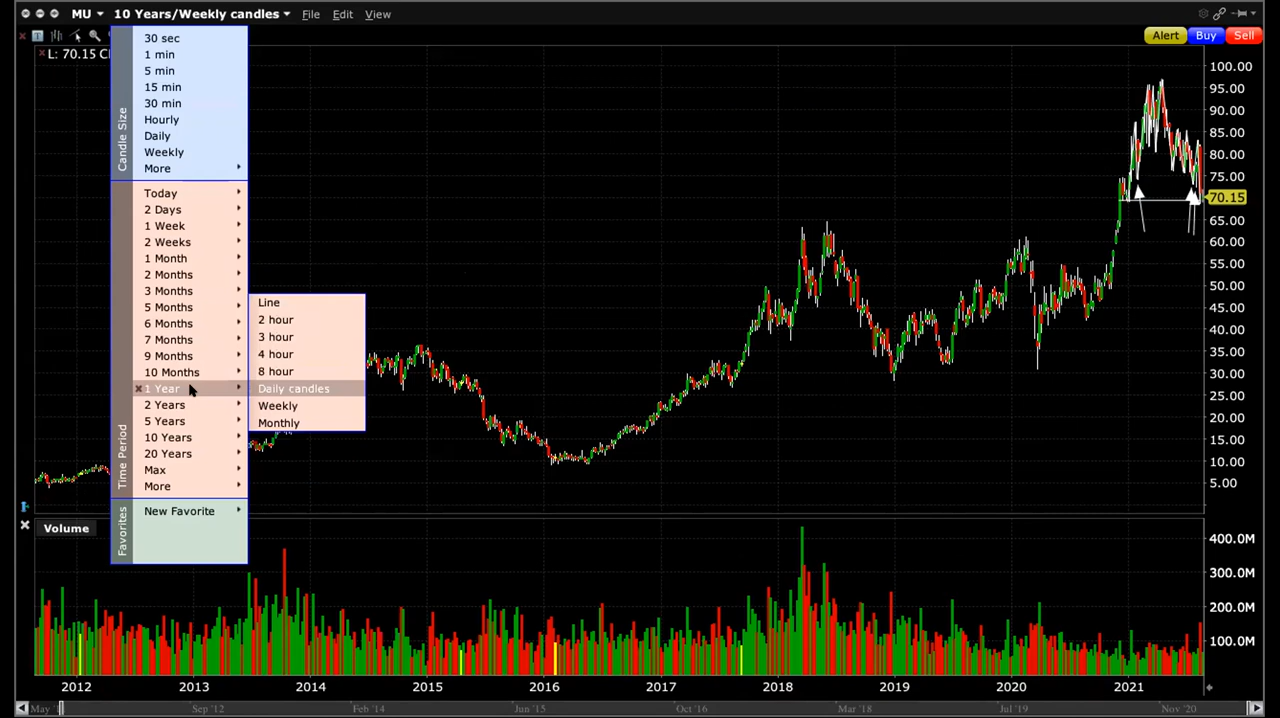 MU 10 Years/Weekly candles File Edit View
Alert Buy Sell
L: 70.15
Candle Size
30 sec
1 min
5 min
15 min
30 min
Hourly
Daily
Weekly
More
Time Period
Today
2 Days
1 Week
2 Weeks
1 Month
2 Months
3 Months
5 Months
6 Months
7 Months
9 Months
10 Months
1 Year
2 Years
5 Years
10 Years
20 Years
Max
More
Favorites
New Favorite
Line
2 hour
3 hour
4 hour
8 hour
Daily candles
Weekly
Monthly
100.00
95.00
90.00
85.00
80.00
75.00
70.15
65.00
60.00
55.00
50.00
45.00
40.00
35.00
30.00
25.00
20.00
15.00
10.00
5.00
Volume
400.0M
300.0M
200.0M
100.0M
2012 2013 2014 2015 2016 2017 2018 2019 2020 2021
May Sep '12 Feb '14 Jun '15 Oct '16 Mar '18 Jul '19 Nov '20